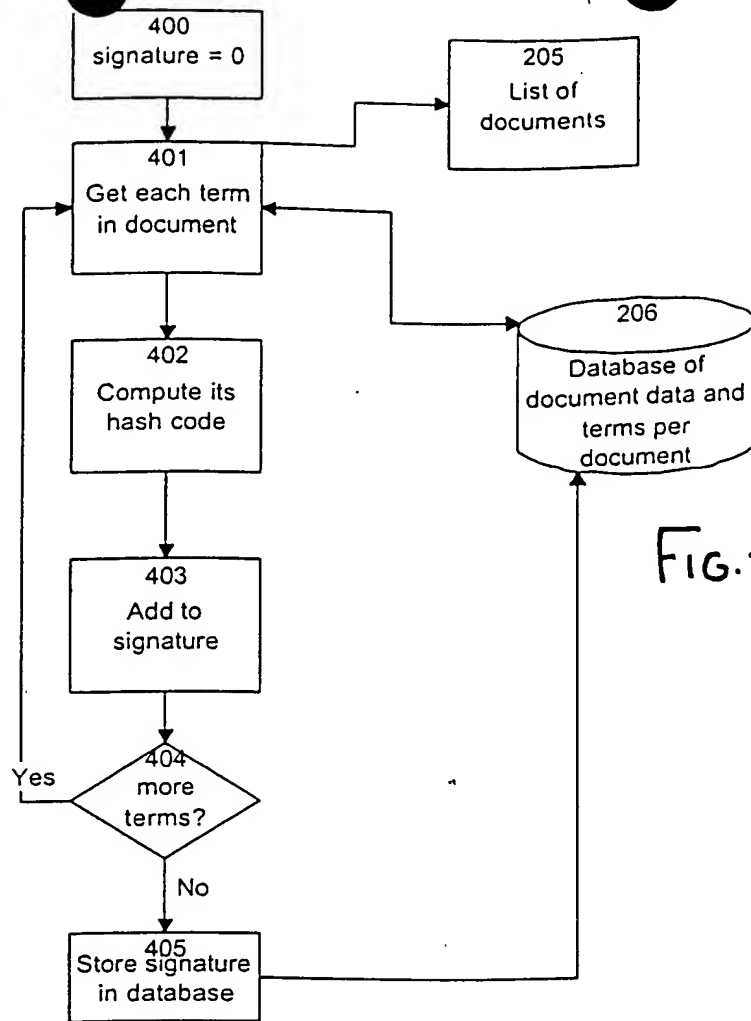 400
signature = 0
205
List of
documents
401
Get each term
in document
206
Database of
document data and
terms per
document
402
Compute its
hash code
FIG.
403
Add to
signature
404
more
terms?
Yes
No
405
Store signature
in database